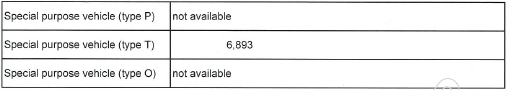 Special purpose vehicle (type P) not available
Special purpose vehicle (type T) 6,893
Special purpose vehicle (type O) not available